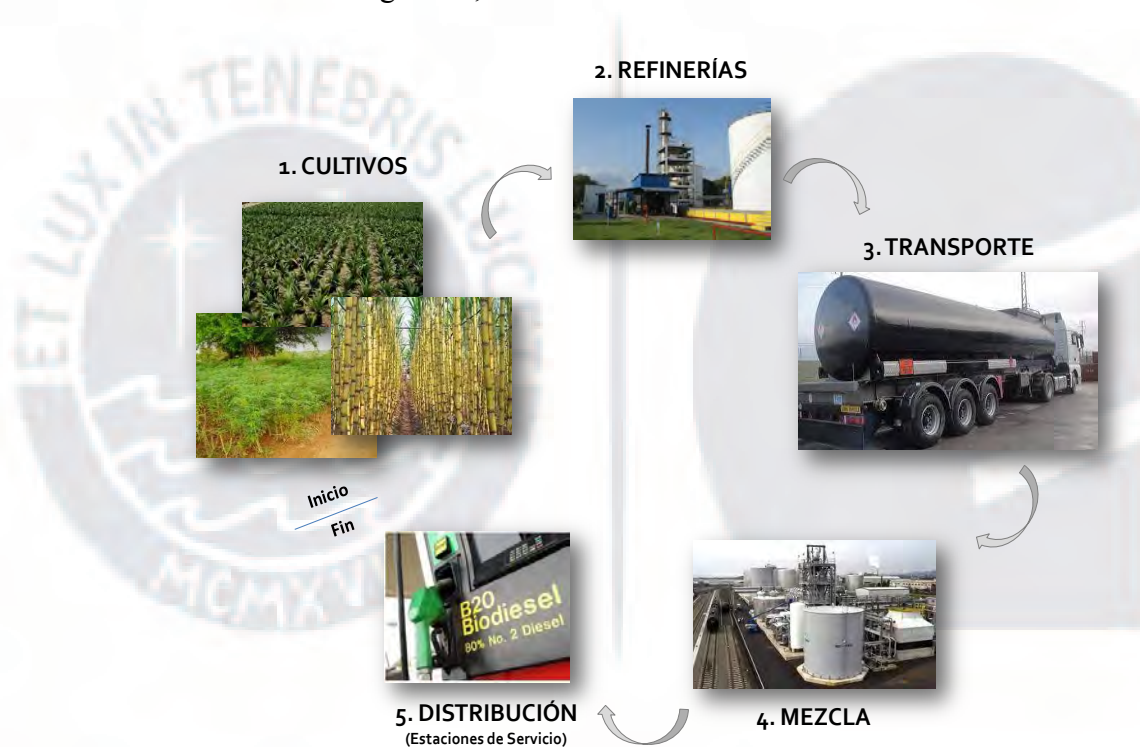 2. REFINERÍAS
1. CULTIVOS
3. TRANSPORTE
Inicio
Fin
B20
Biodiesel
80% No. 2 Diesel
5. DISTRIBUCIÓN
(Estaciones de Servicio)
4. MEZCLA
ET LUX IN TENEBRIS LUCET